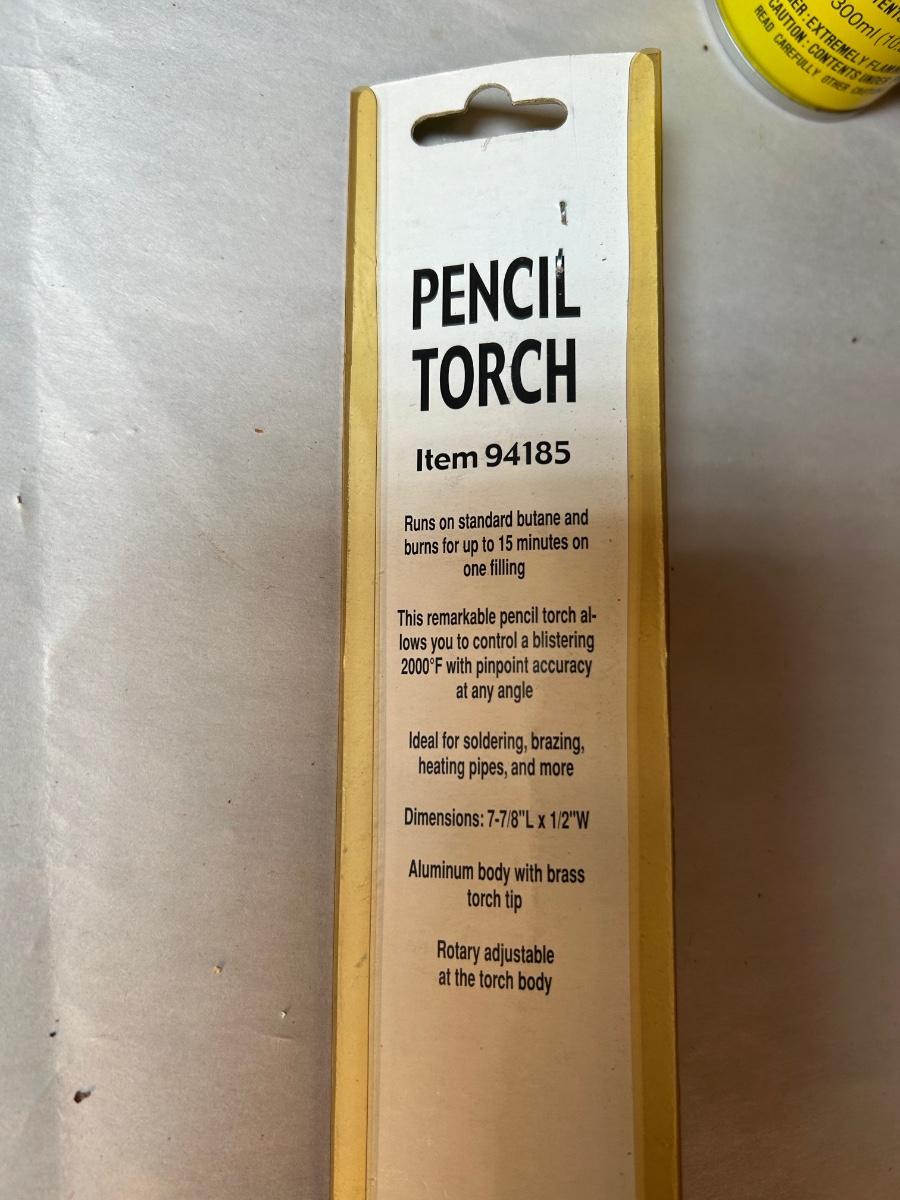 ENT
300ml (10
ER: EXTREMELY FLAM
CAUTION: CONTENTS UNDER
READ CAREFULLY OTHER
PENCIL
TORCH
Item 94185
Runs on standard butane and
burns for up to 15 minutes on
one filling
This remarkable pencil torch al-
lows you to control a blistering
2000°F with pinpoint accuracy
at any angle
Ideal for soldering, brazing,
heating pipes, and more
Dimensions: 7-7/8"L x 1/2"W
Aluminum body with brass
torch tip
Rotary adjustable
at the torch body